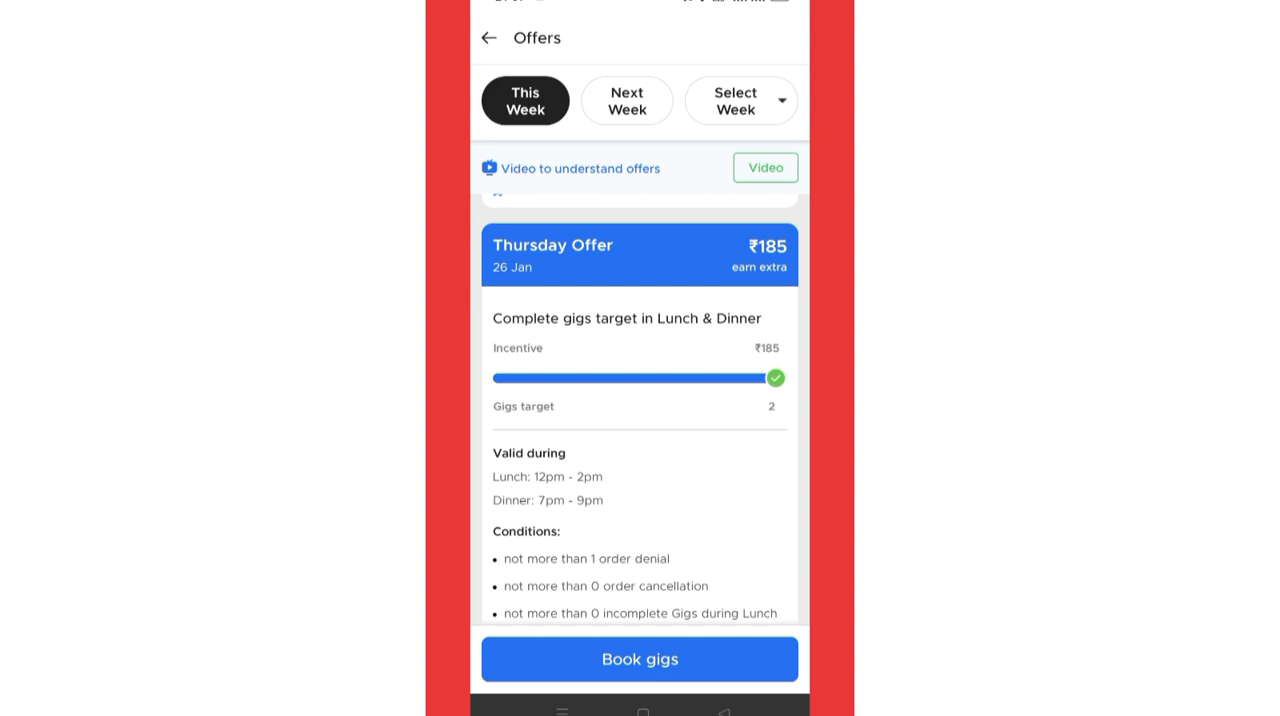 Offers
This
Week
Next
Week
Select
Week
Video to understand offers
Video
Thursday Offer
₹185
26 Jan
earn extra
Complete gigs target in Lunch & Dinner
Incentive
₹185
Gigs target
2
Valid during
Lunch: 12pm - 2pm
Dinner: 7pm - 9pm
Conditions:
• not more than 1 order denial
• not more than 0 order cancellation
• not more than 0 incomplete Gigs during Lunch
Book gigs